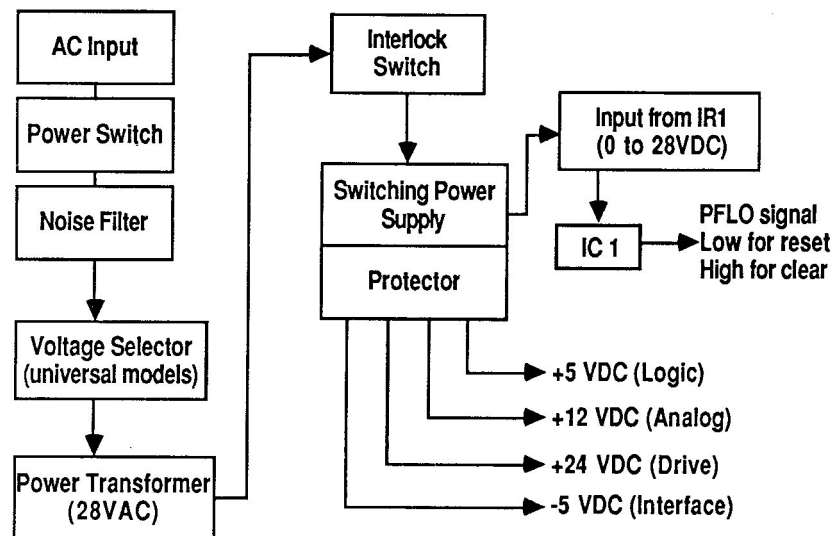 AC Input
Power Switch
Noise Filter
Voltage Selector
(universal models)
Power Transformer
(28VAC)
Interlock
Switch
Switching Power
Supply
Protector
Input from IR1
(0 to 28VDC)
IC 1
PFLO signal
Low for reset
High for clear
+5 VDC (Logic)
+12 VDC (Analog)
+24 VDC (Drive)
-5 VDC (Interface)